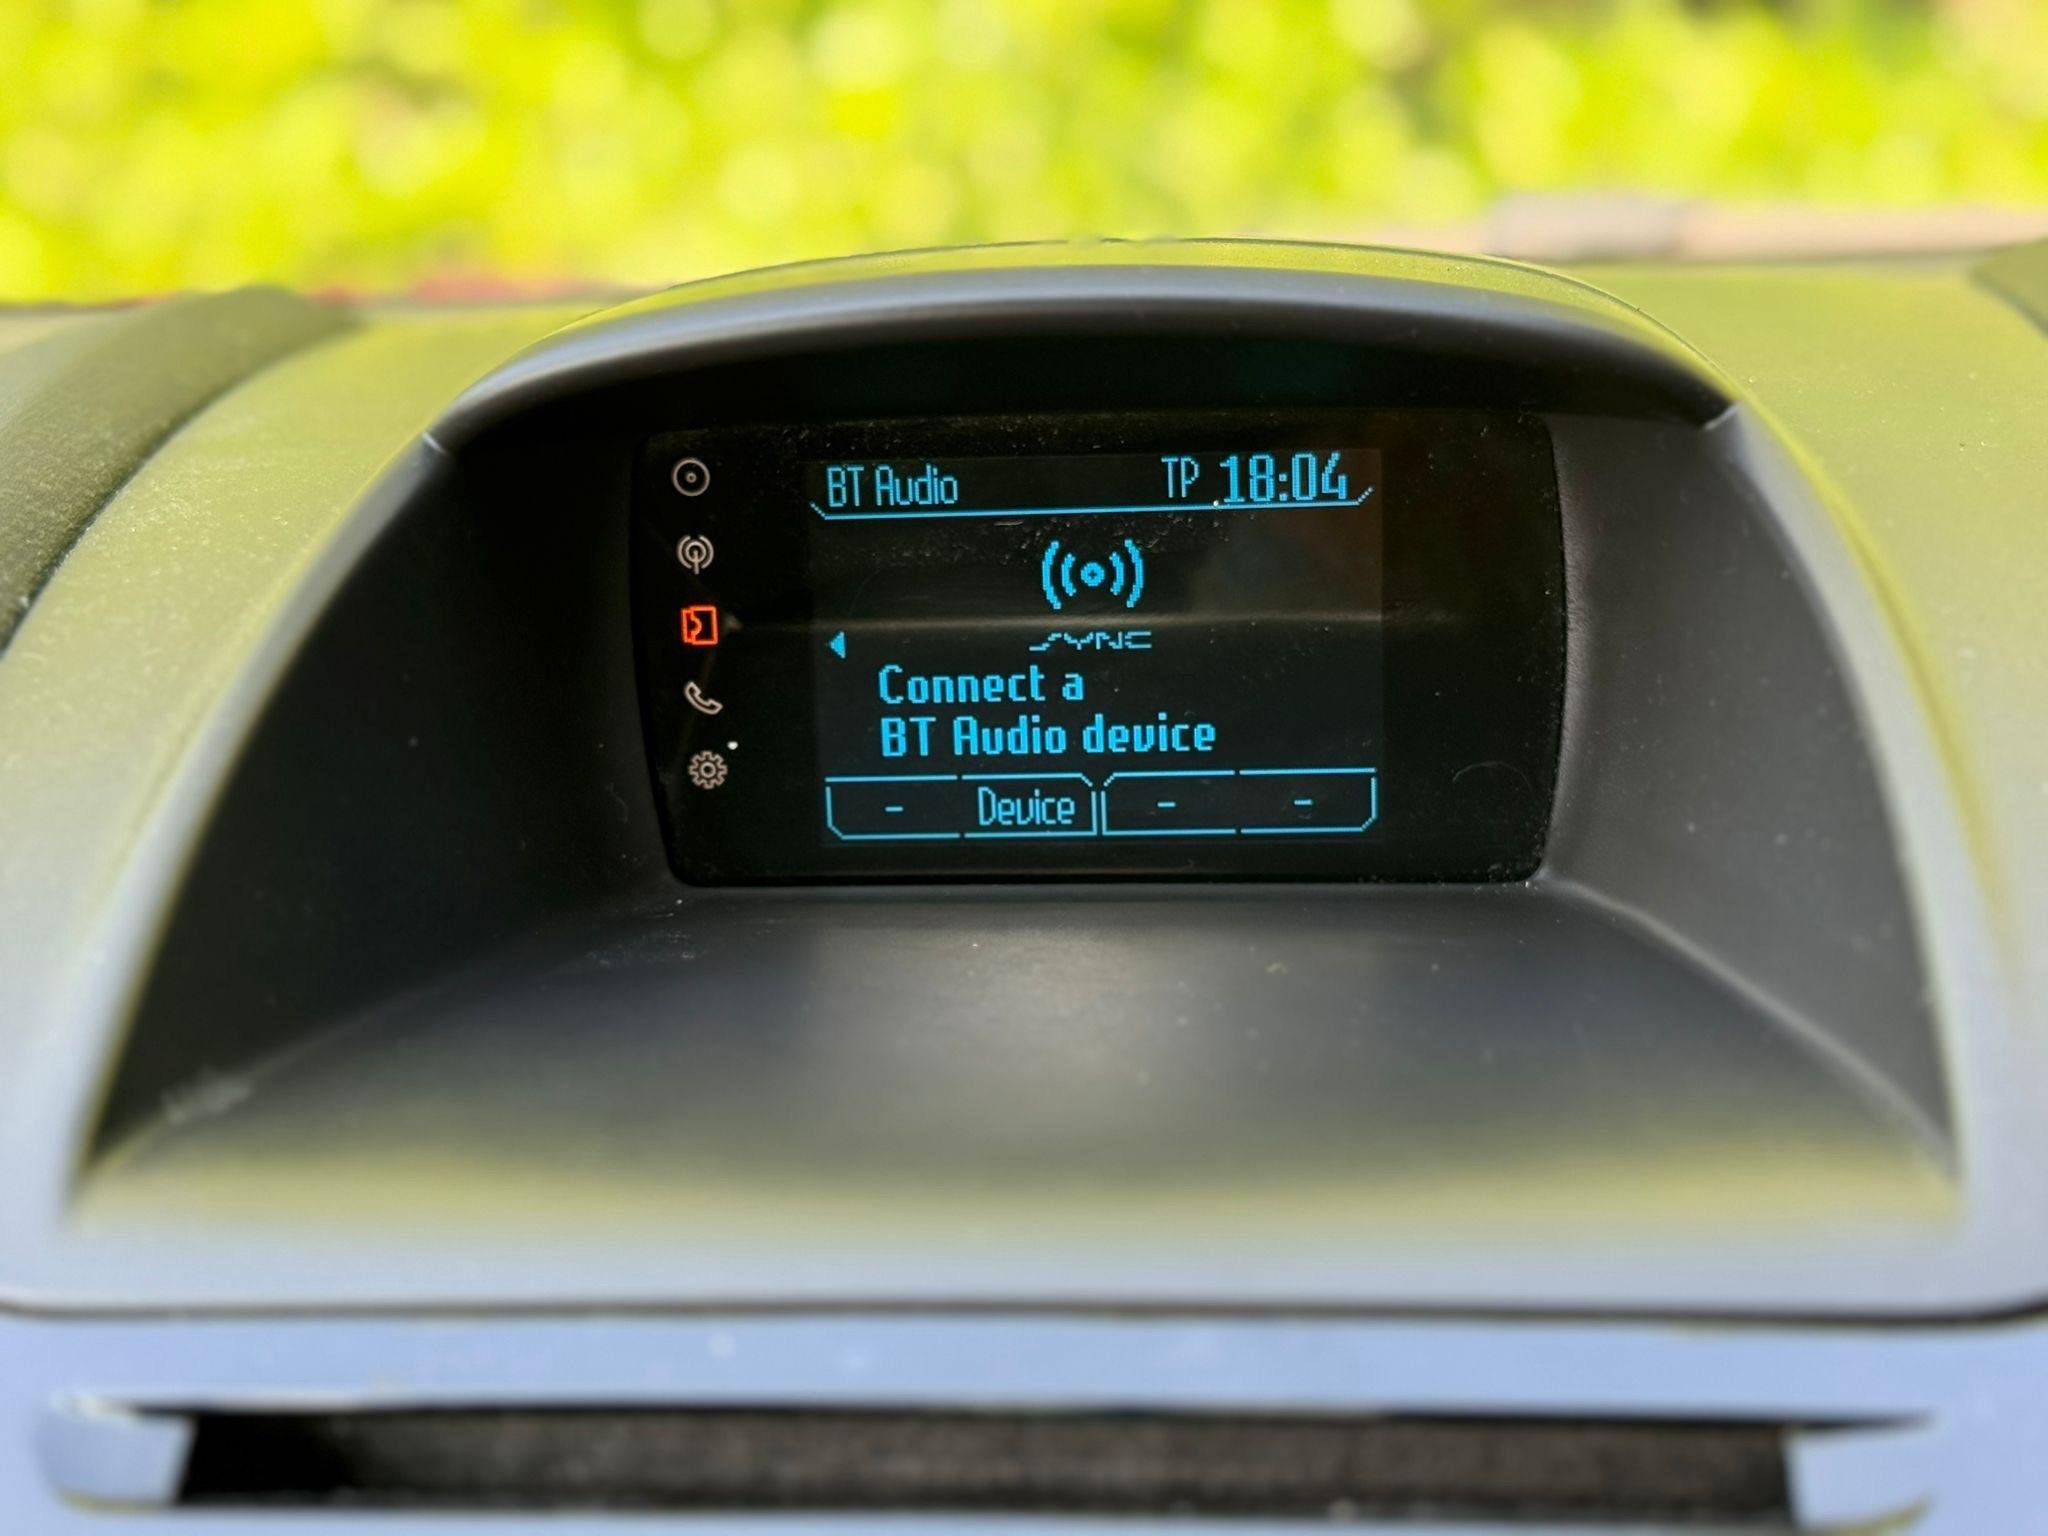 BT Audio TP 18:04
SYNC
Connect a
BT Audio device
- Device - -